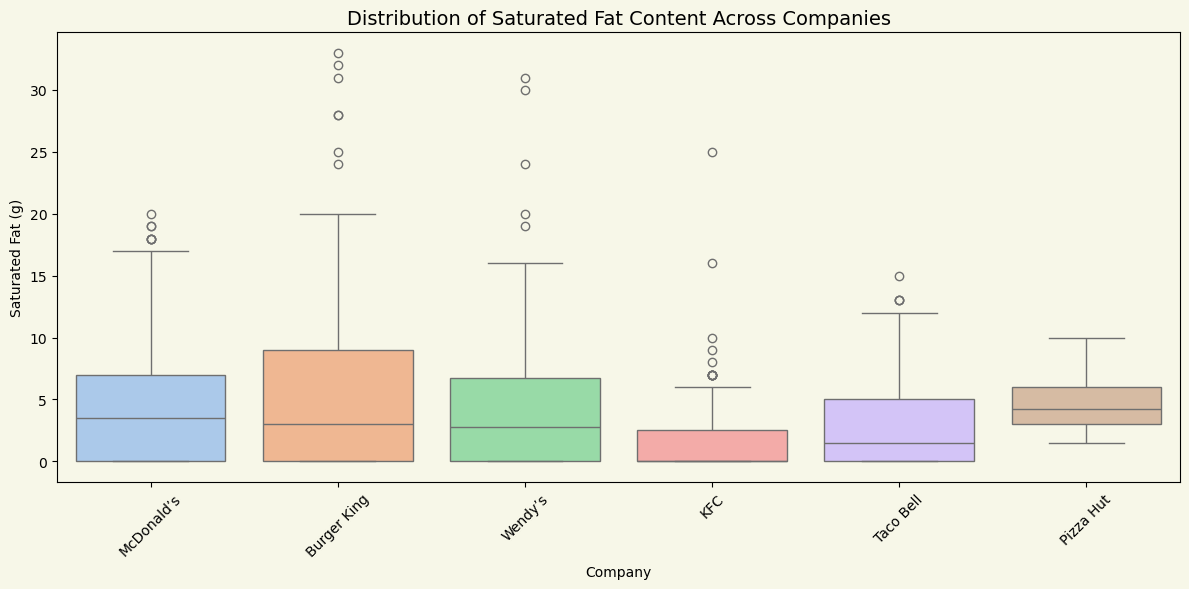 Distribution of Saturated Fat Content Across Companies
Saturated Fat (g)
30
25
20
15
10
5
0
McDonald's
Burger King
Wendy’s
KFC
Taco Bell
Pizza Hut
Company